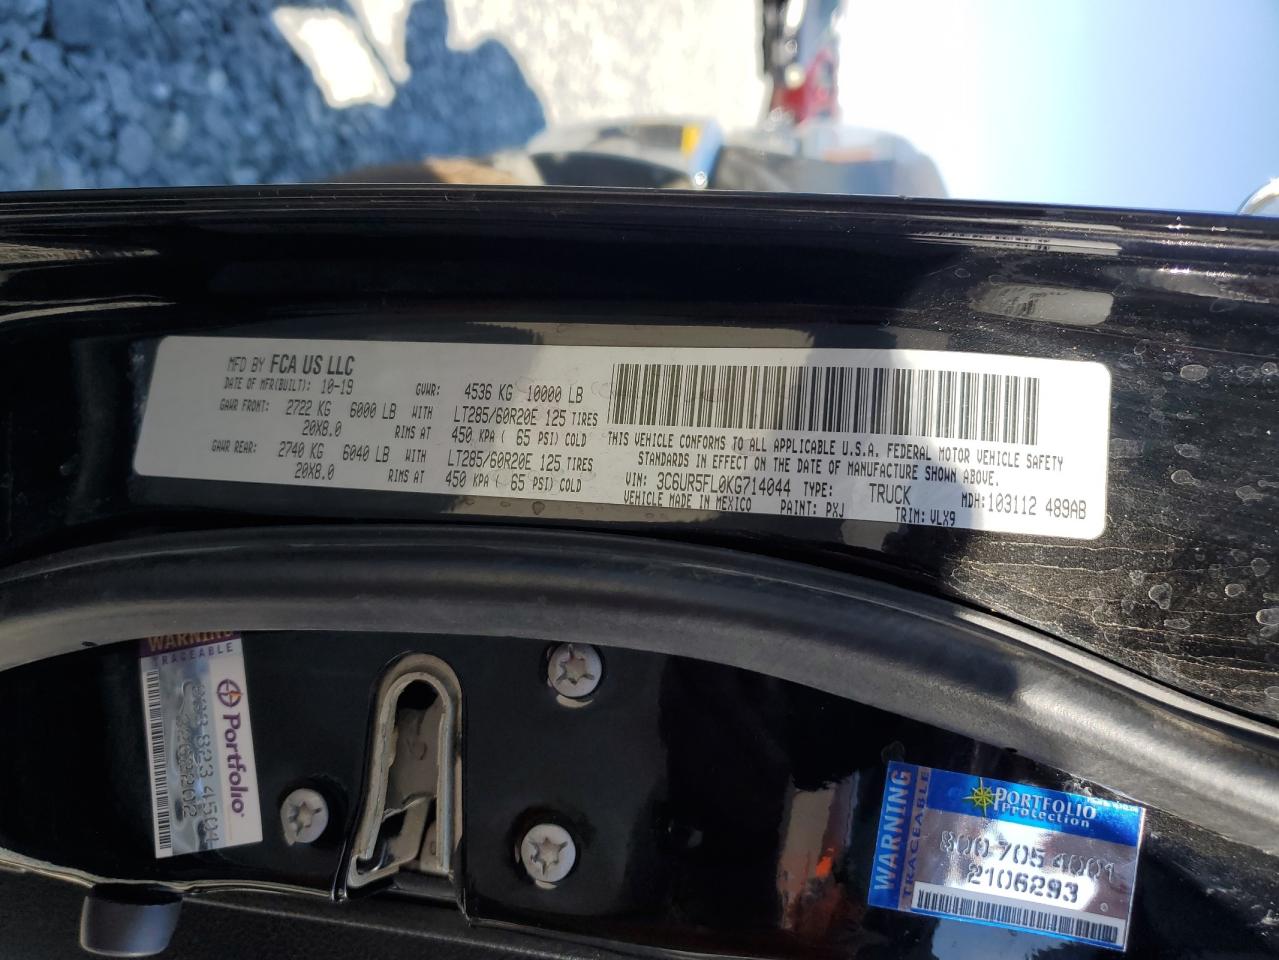 MFD BY FCA US LLC
DATE OF MFR(BUILT): 10-19
GVWR: 4536 KG 10000 LB
GAWR FRONT: 2722 KG 6000 LB WITH LT285/60R20E 125 TIRES
20X8.0 RIMS AT 450 KPA ( 65 PSI) COLD
GAWR REAR: 2740 KG 6040 LB WITH LT285/60R20E 125 TIRES
20X8.0 RIMS AT 450 KPA ( 65 PSI) COLD
THIS VEHICLE CONFORMS TO ALL APPLICABLE U.S.A. FEDERAL MOTOR VEHICLE SAFETY
STANDARDS IN EFFECT ON THE DATE OF MANUFACTURE SHOWN ABOVE.
VIN: 3C6UR5FL0KG714044 TYPE: TRUCK MDH:103112 489AB
VEHICLE MADE IN MEXICO PAINT: PXJ TRIM: VLX9
WARNING
TRACEABLE
Portfolio
WARNING
TRACEABLE
PORTFOLIO
Protection
800 705 4001
2106293